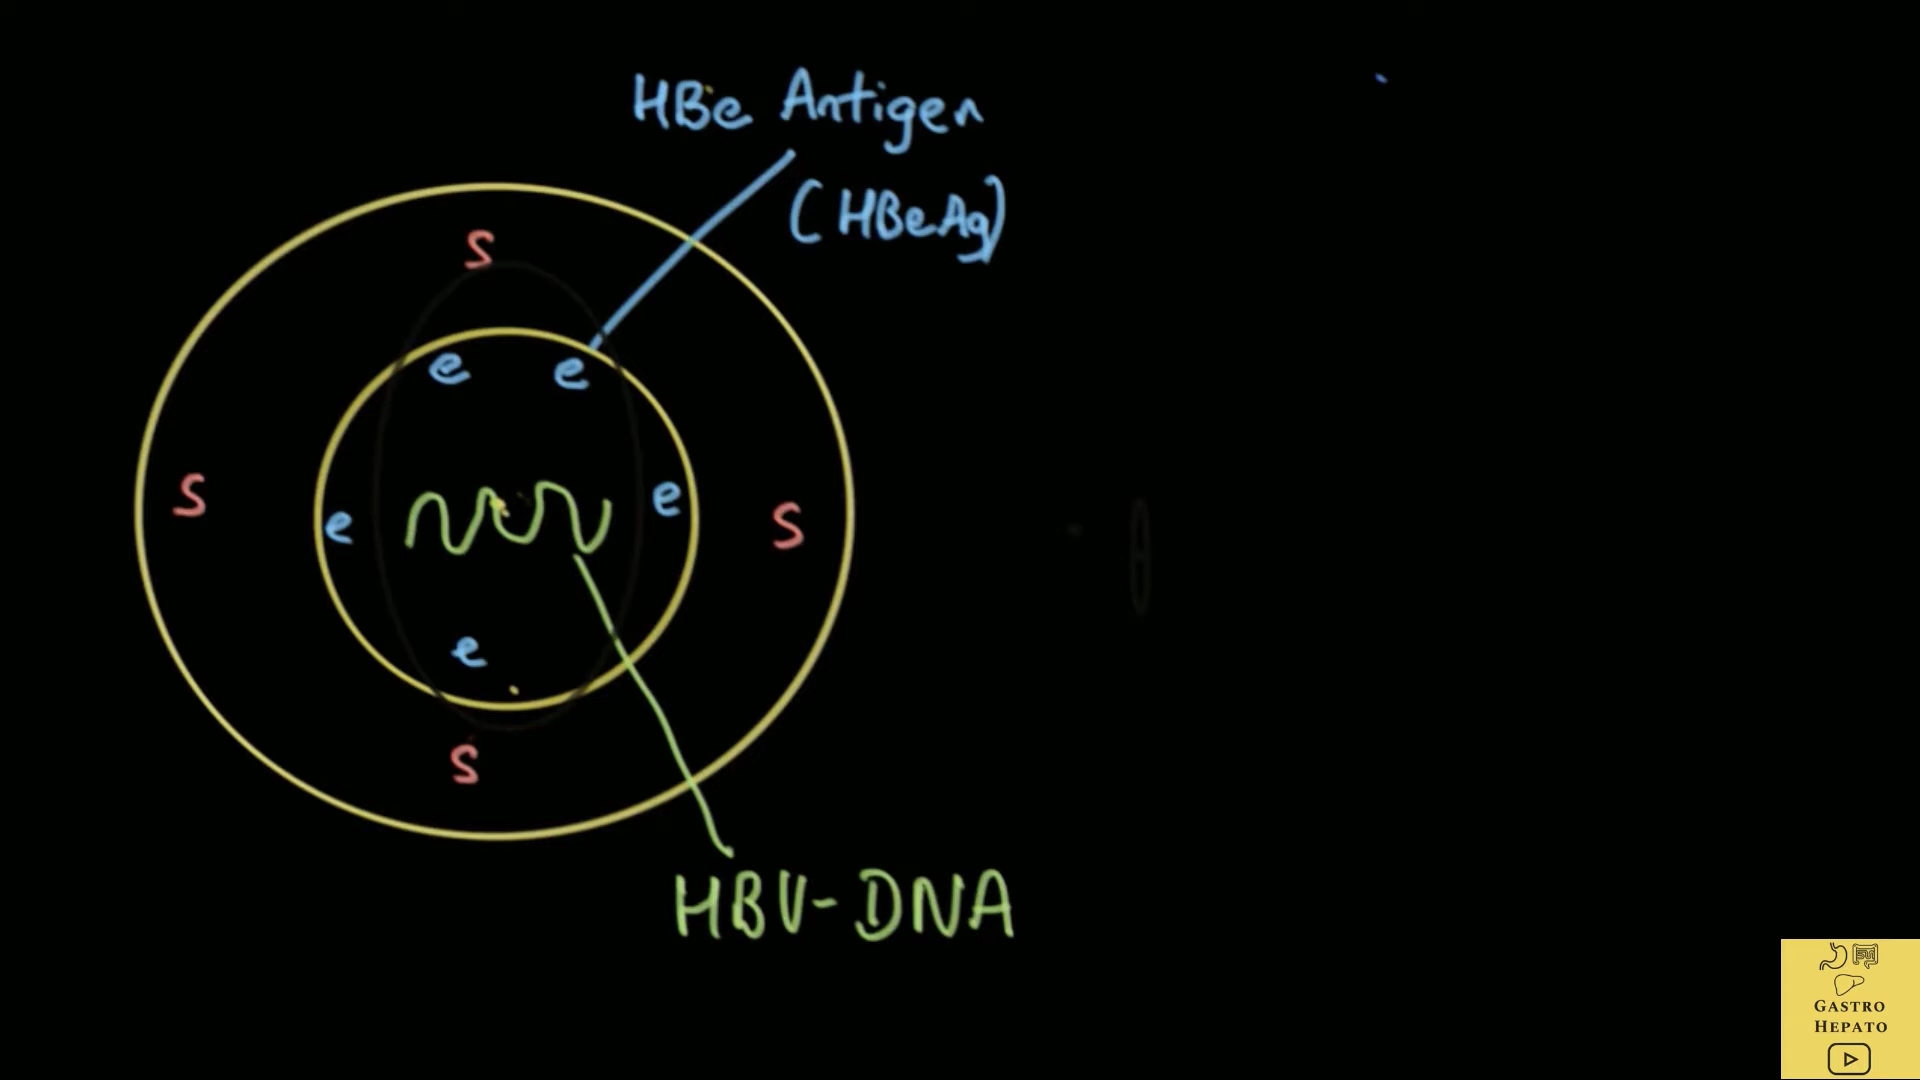 HBe Antigen
(HBeAg)
s
e e
s e e s
e
s
HBV-DNA
GASTRO
HEPATO